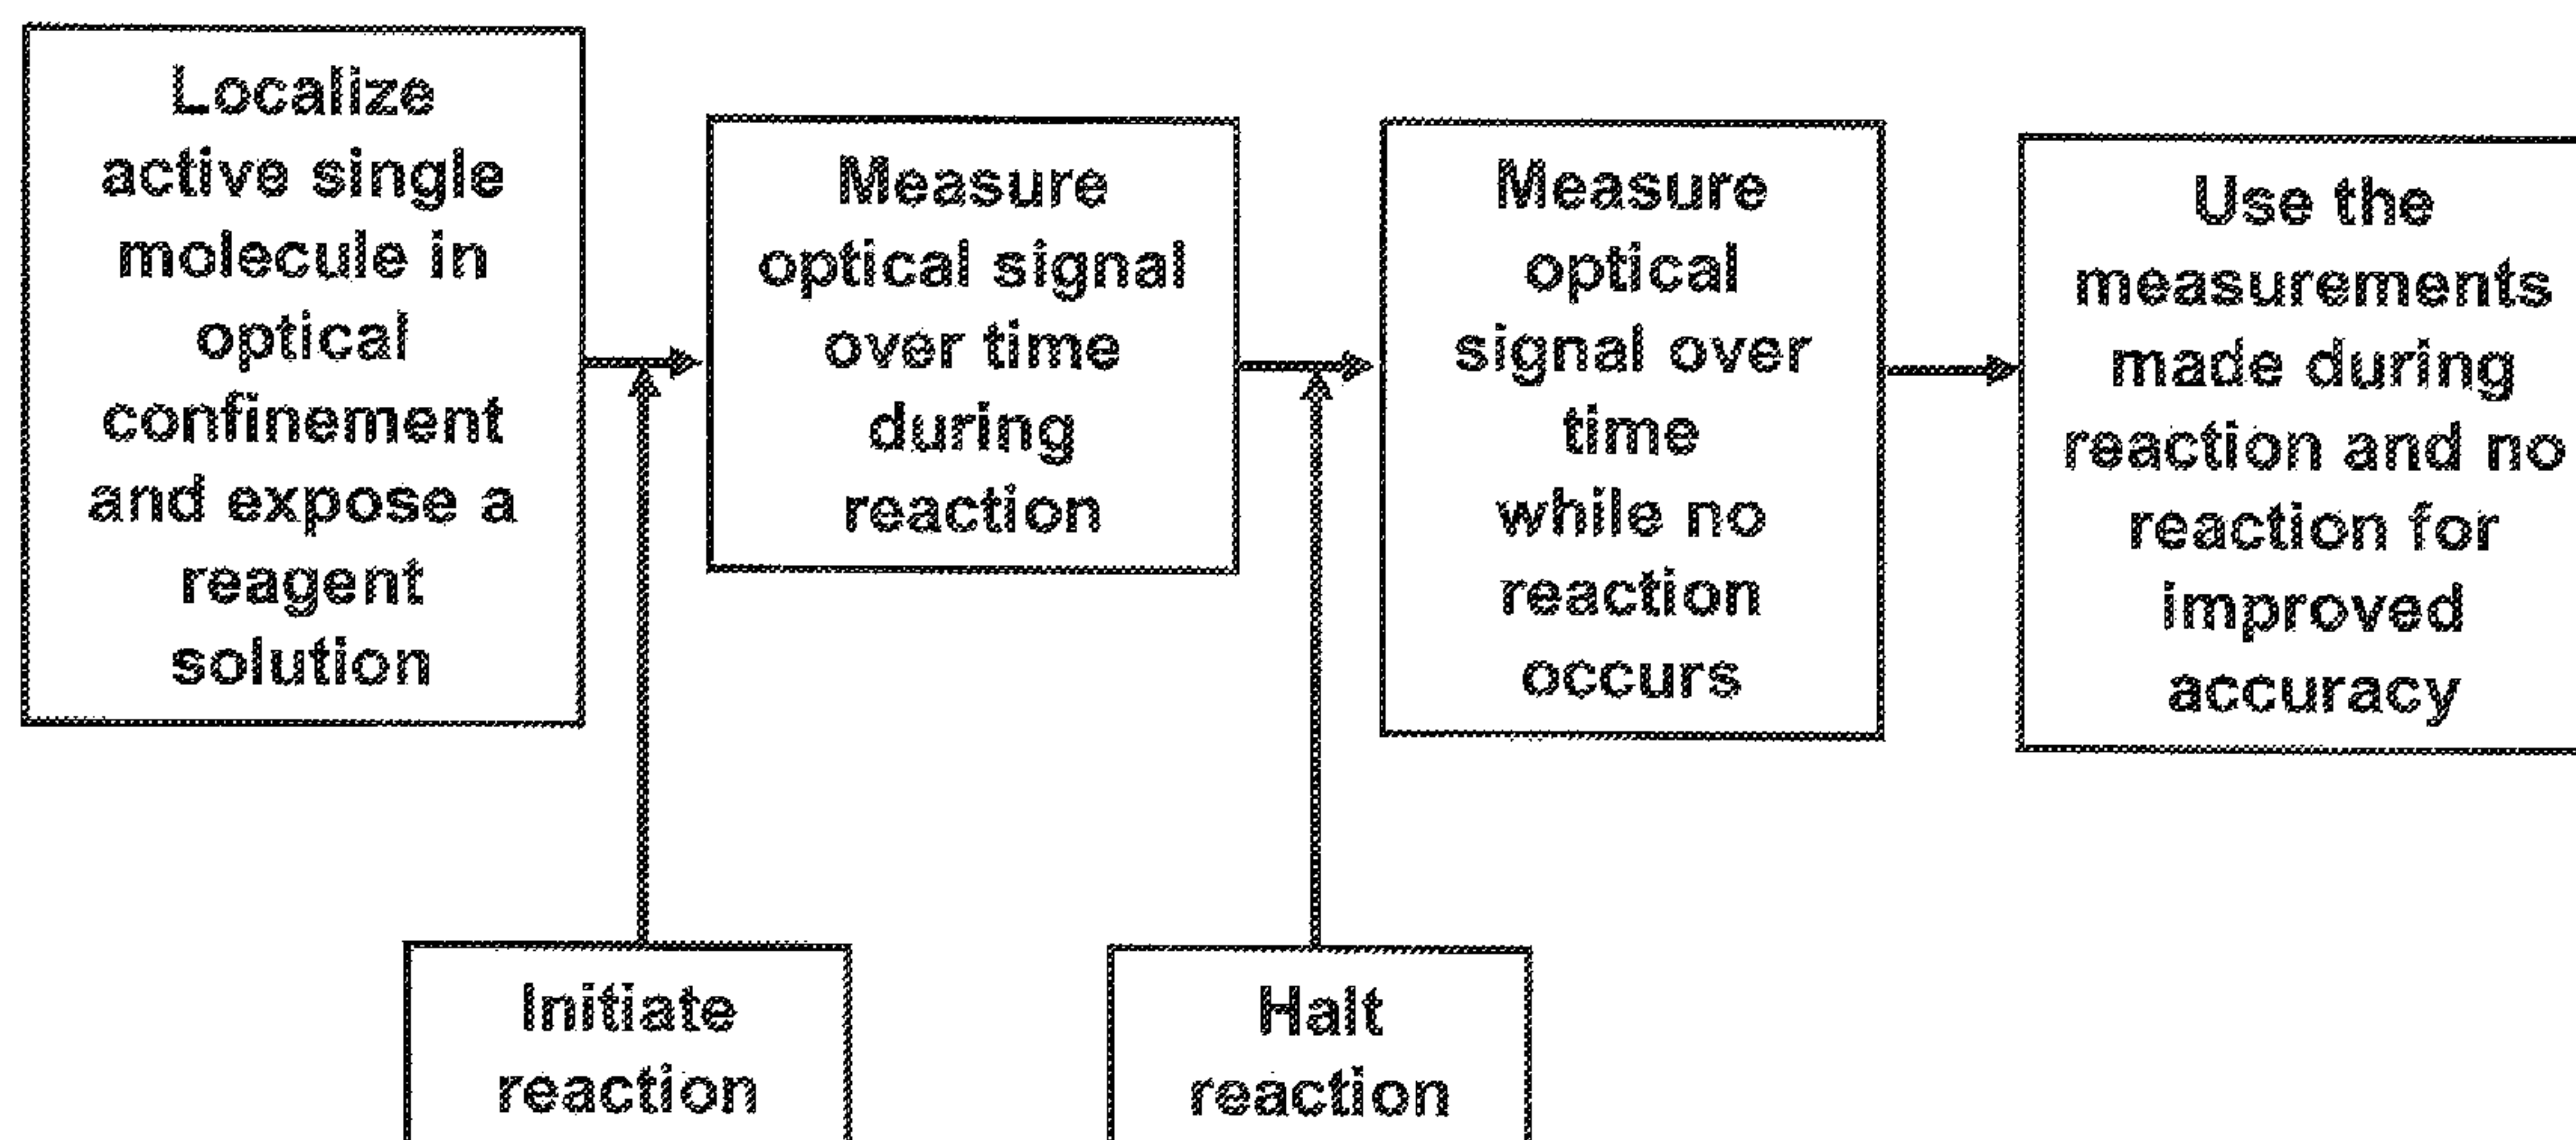 Localize
active single
molecule in
optical
confinement
and expose a
reagent
solution
Measure
optical signal
over time
during
reaction
Measure
optical
signal over
time
while no
reaction
occurs
Use the
measurements
made during
reaction and no
reaction for
improved
accuracy
Initiate
reaction
Halt
reaction